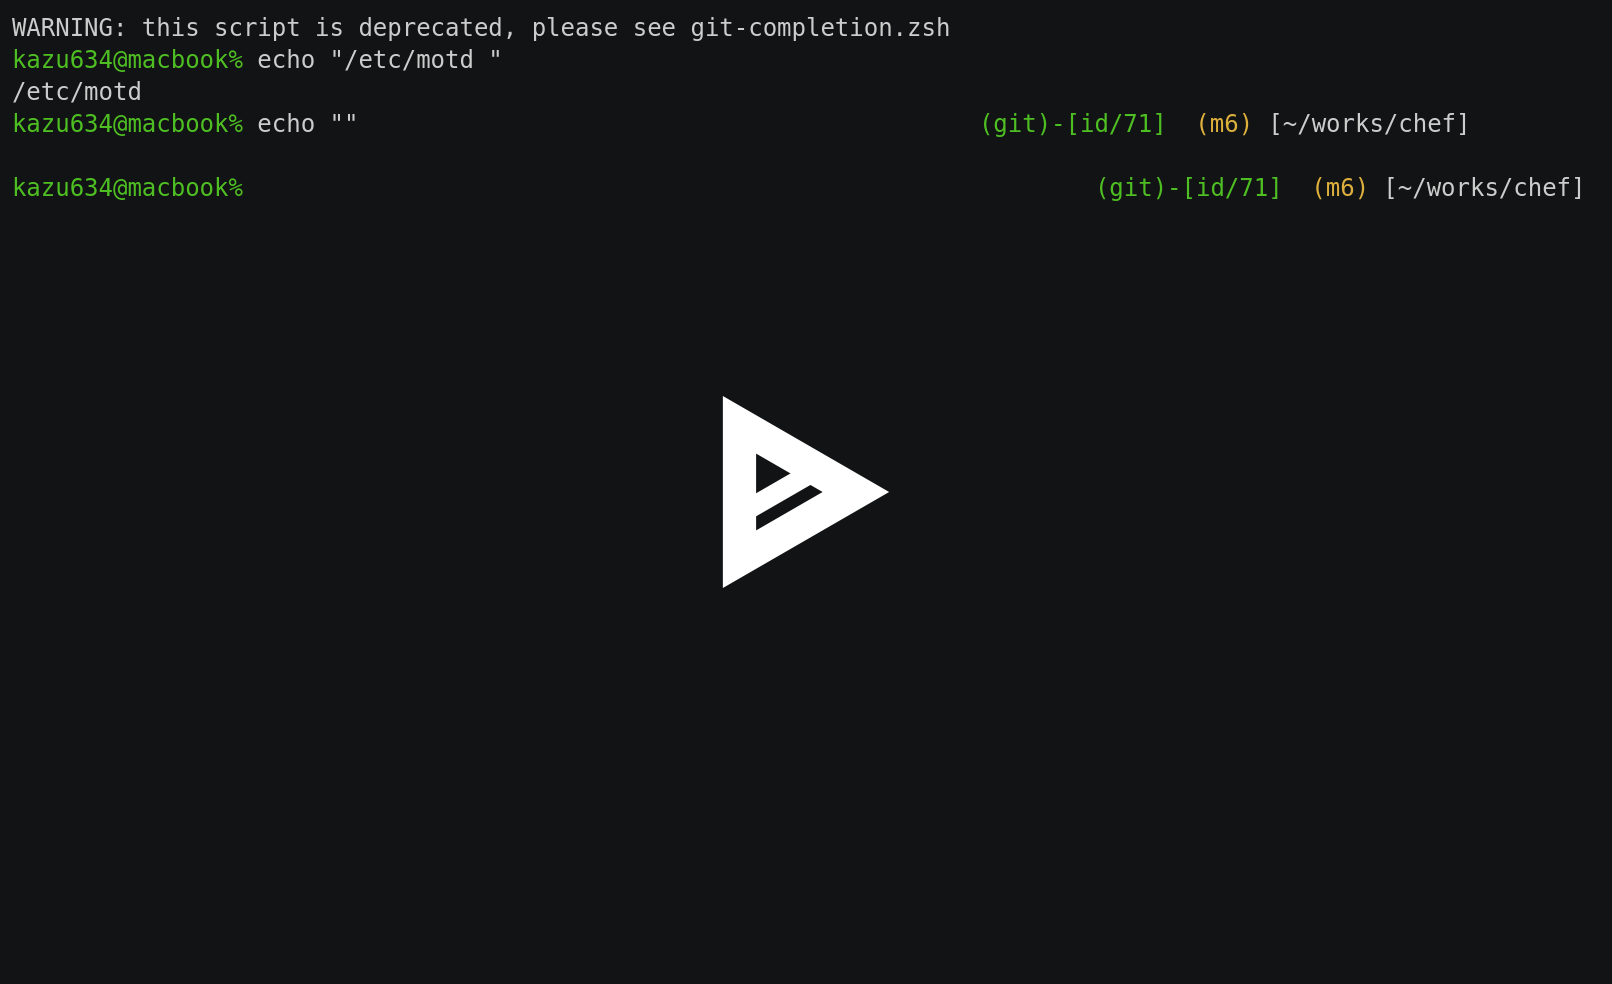 WARNING: this script is deprecated, please see git-completion.zsh
kazu634@macbook% echo "/etc/motd "
/etc/motd
kazu634@macbook% echo "" (git)-[id/71] (m6) [~/works/chef]
kazu634@macbook% (git)-[id/71] (m6) [~/works/chef]